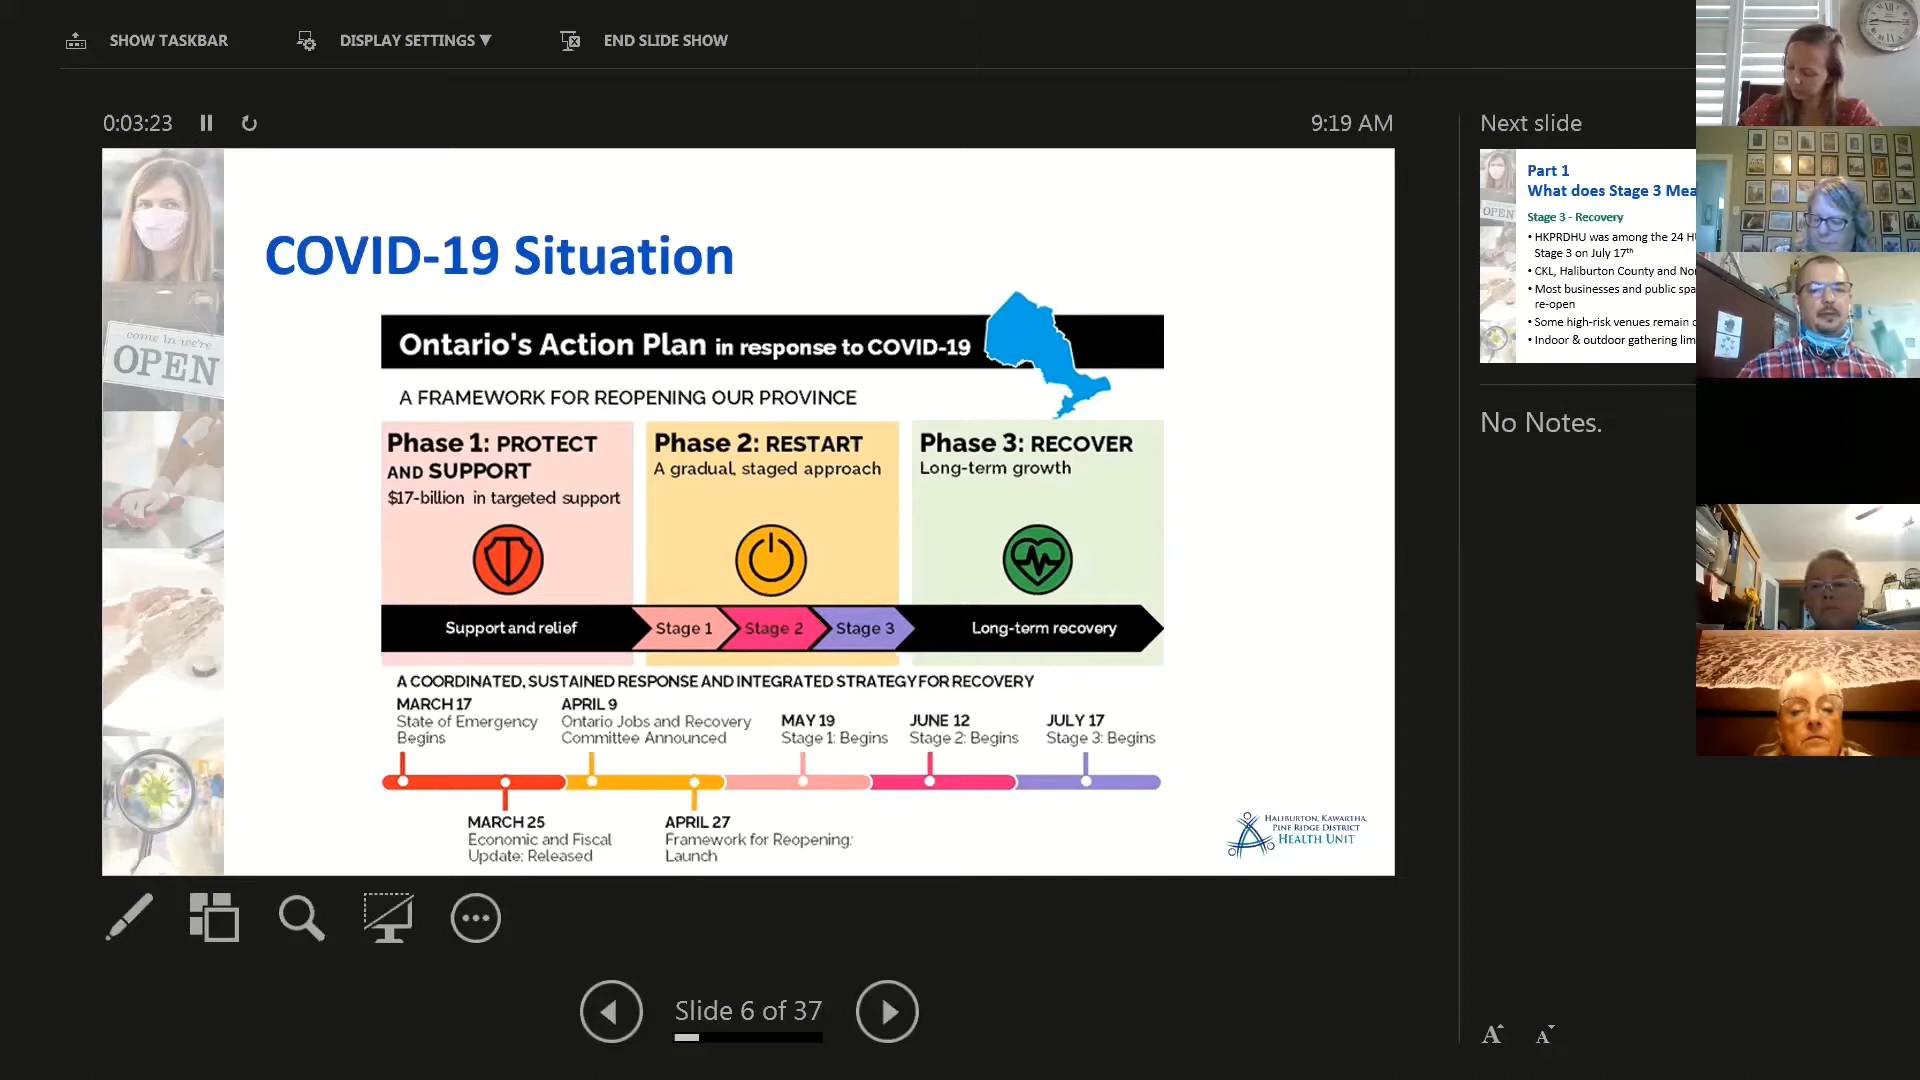 SHOW TASKBAR
DISPLAY SETTINGS ▼
END SLIDE SHOW
0:03:23
9:19 AM
Next slide
come in we're
OPEN
COVID-19 Situation
Ontario's Action Plan in response to COVID-19
A FRAMEWORK FOR REOPENING OUR PROVINCE
Phase 1: PROTECT
AND SUPPORT
$17-billion in targeted support
Phase 2: RESTART
A gradual, staged approach
Phase 3: RECOVER
Long-term growth
Support and relief
Stage 1
Stage 2
Stage 3
Long-term recovery
A COORDINATED, SUSTAINED RESPONSE AND INTEGRATED STRATEGY FOR RECOVERY
MARCH 17
State of Emergency
Begins
APRIL 9
Ontario Jobs and Recovery
Committee Announced
MAY 19
Stage 1: Begins
JUNE 12
Stage 2: Begins
JULY 17
Stage 3: Begins
MARCH 25
Economic and Fiscal
Update: Released
APRIL 27
Framework for Reopening:
Launch
HALIBURTON, KAWARTHA,
PINE RIDGE DISTRICT
HEALTH UNIT
OPEN
Part 1
What does Stage 3 Mea
Stage 3 - Recovery
• HKPRDHU was among the 24 H
Stage 3 on July 17th
• CKL, Haliburton County and No
• Most businesses and public spa
re-open
• Some high-risk venues remain
• Indoor & outdoor gathering lim
No Notes.
Slide 6 of 37
A
A